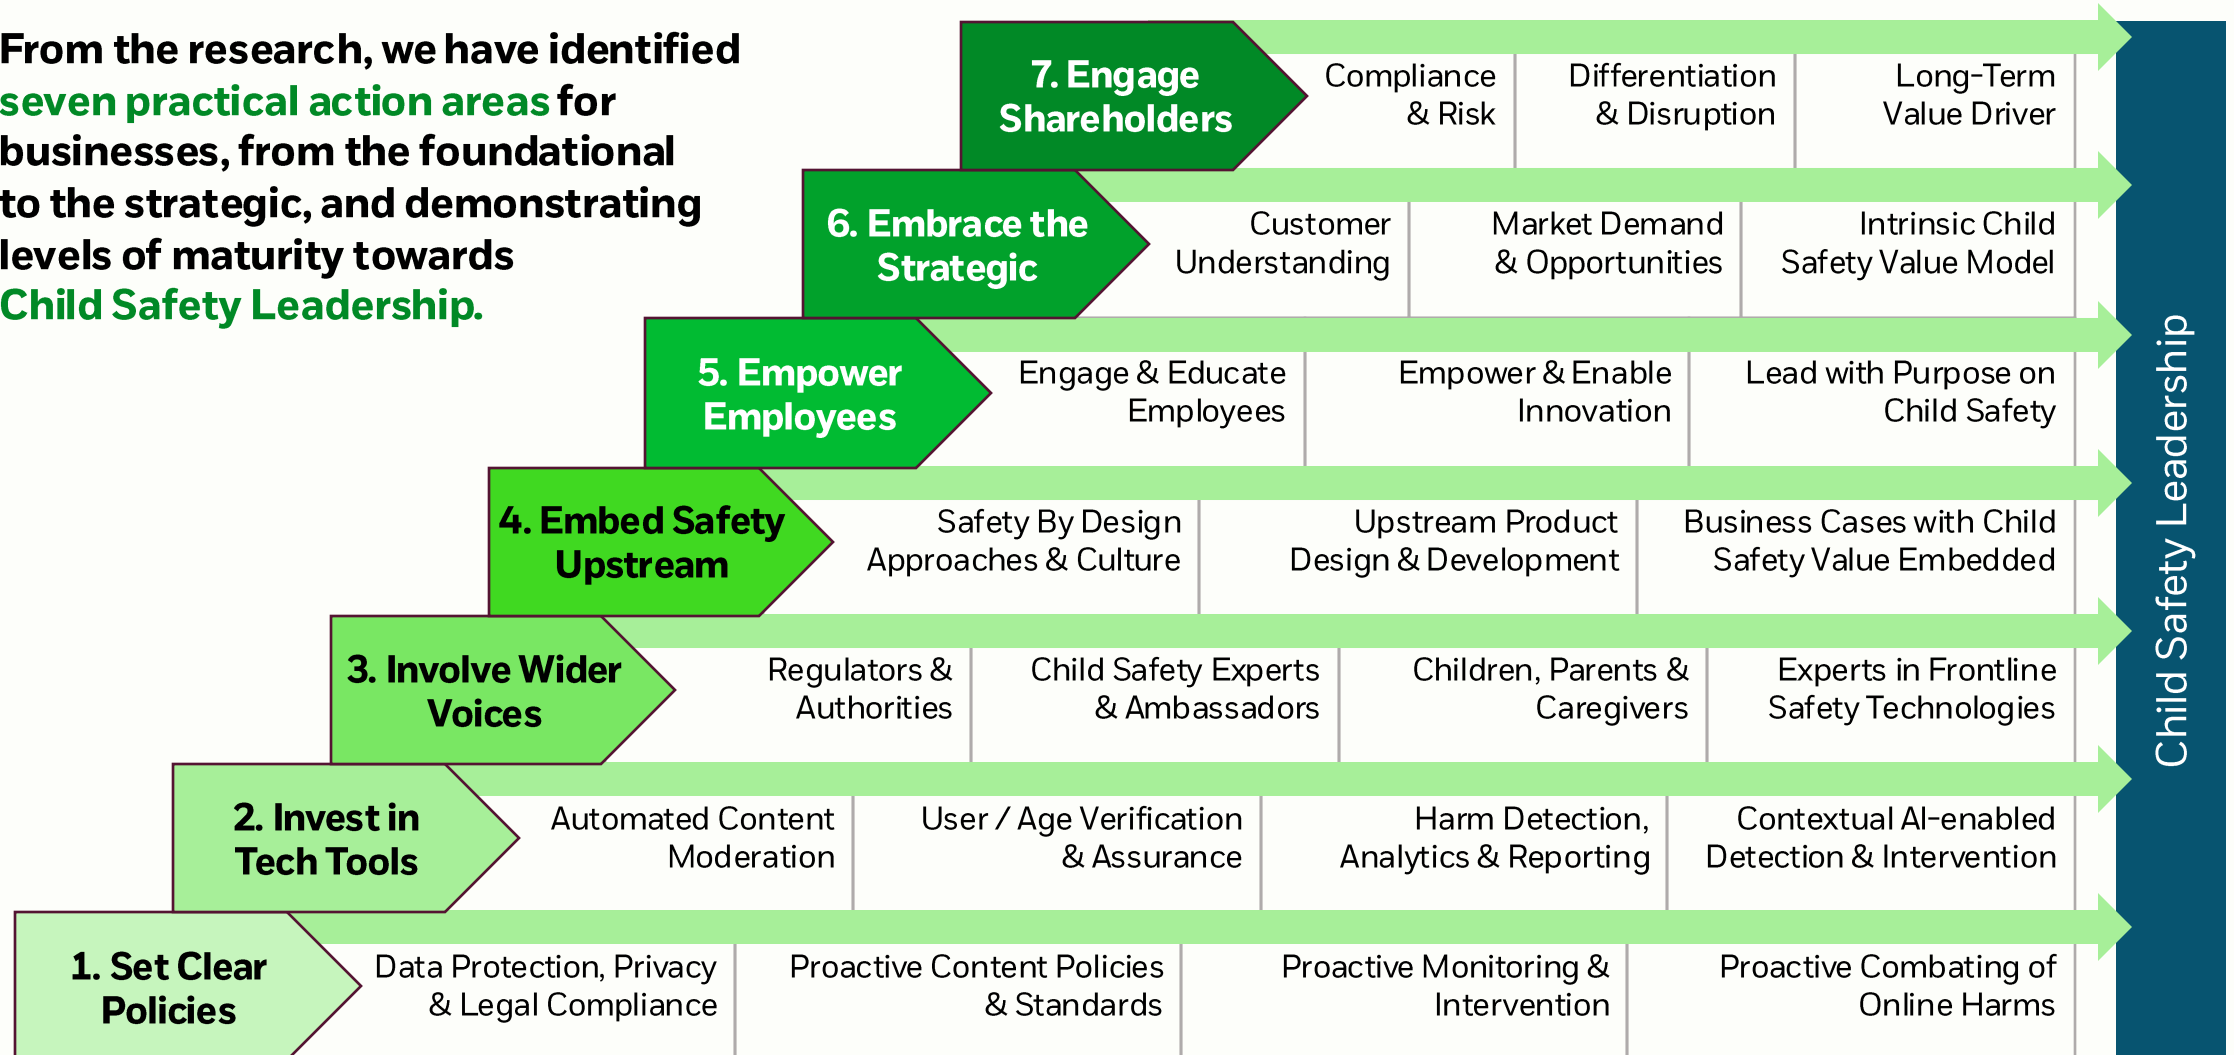 From the research, we have identified
seven practical action areas for
businesses, from the foundational
to the strategic, and demonstrating
levels of maturity towards
Child Safety Leadership.
7. Engage
Shareholders
Compliance
& Risk
Differentiation
& Disruption
Long-Term
Value Driver
6. Embrace the
Strategic
Customer
Understanding
Market Demand
& Opportunities
Intrinsic Child
Safety Value Model
5. Empower
Employees
Engage & Educate
Employees
Empower & Enable
Innovation
Lead with Purpose on
Child Safety
4. Embed Safety
Upstream
Safety By Design
Approaches & Culture
Upstream Product
Design & Development
Business Cases with Child
Safety Value Embedded
3. Involve Wider
Voices
Regulators &
Authorities
Child Safety Experts
& Ambassadors
Children, Parents &
Caregivers
Experts in Frontline
Safety Technologies
2. Invest in
Tech Tools
Automated Content
Moderation
User / Age Verification
& Assurance
Harm Detection,
Analytics & Reporting
Contextual AI-enabled
Detection & Intervention
1. Set Clear
Policies
Data Protection, Privacy
& Legal Compliance
Proactive Content Policies
& Standards
Proactive Monitoring &
Intervention
Proactive Combating of
Online Harms
Child Safety Leadership